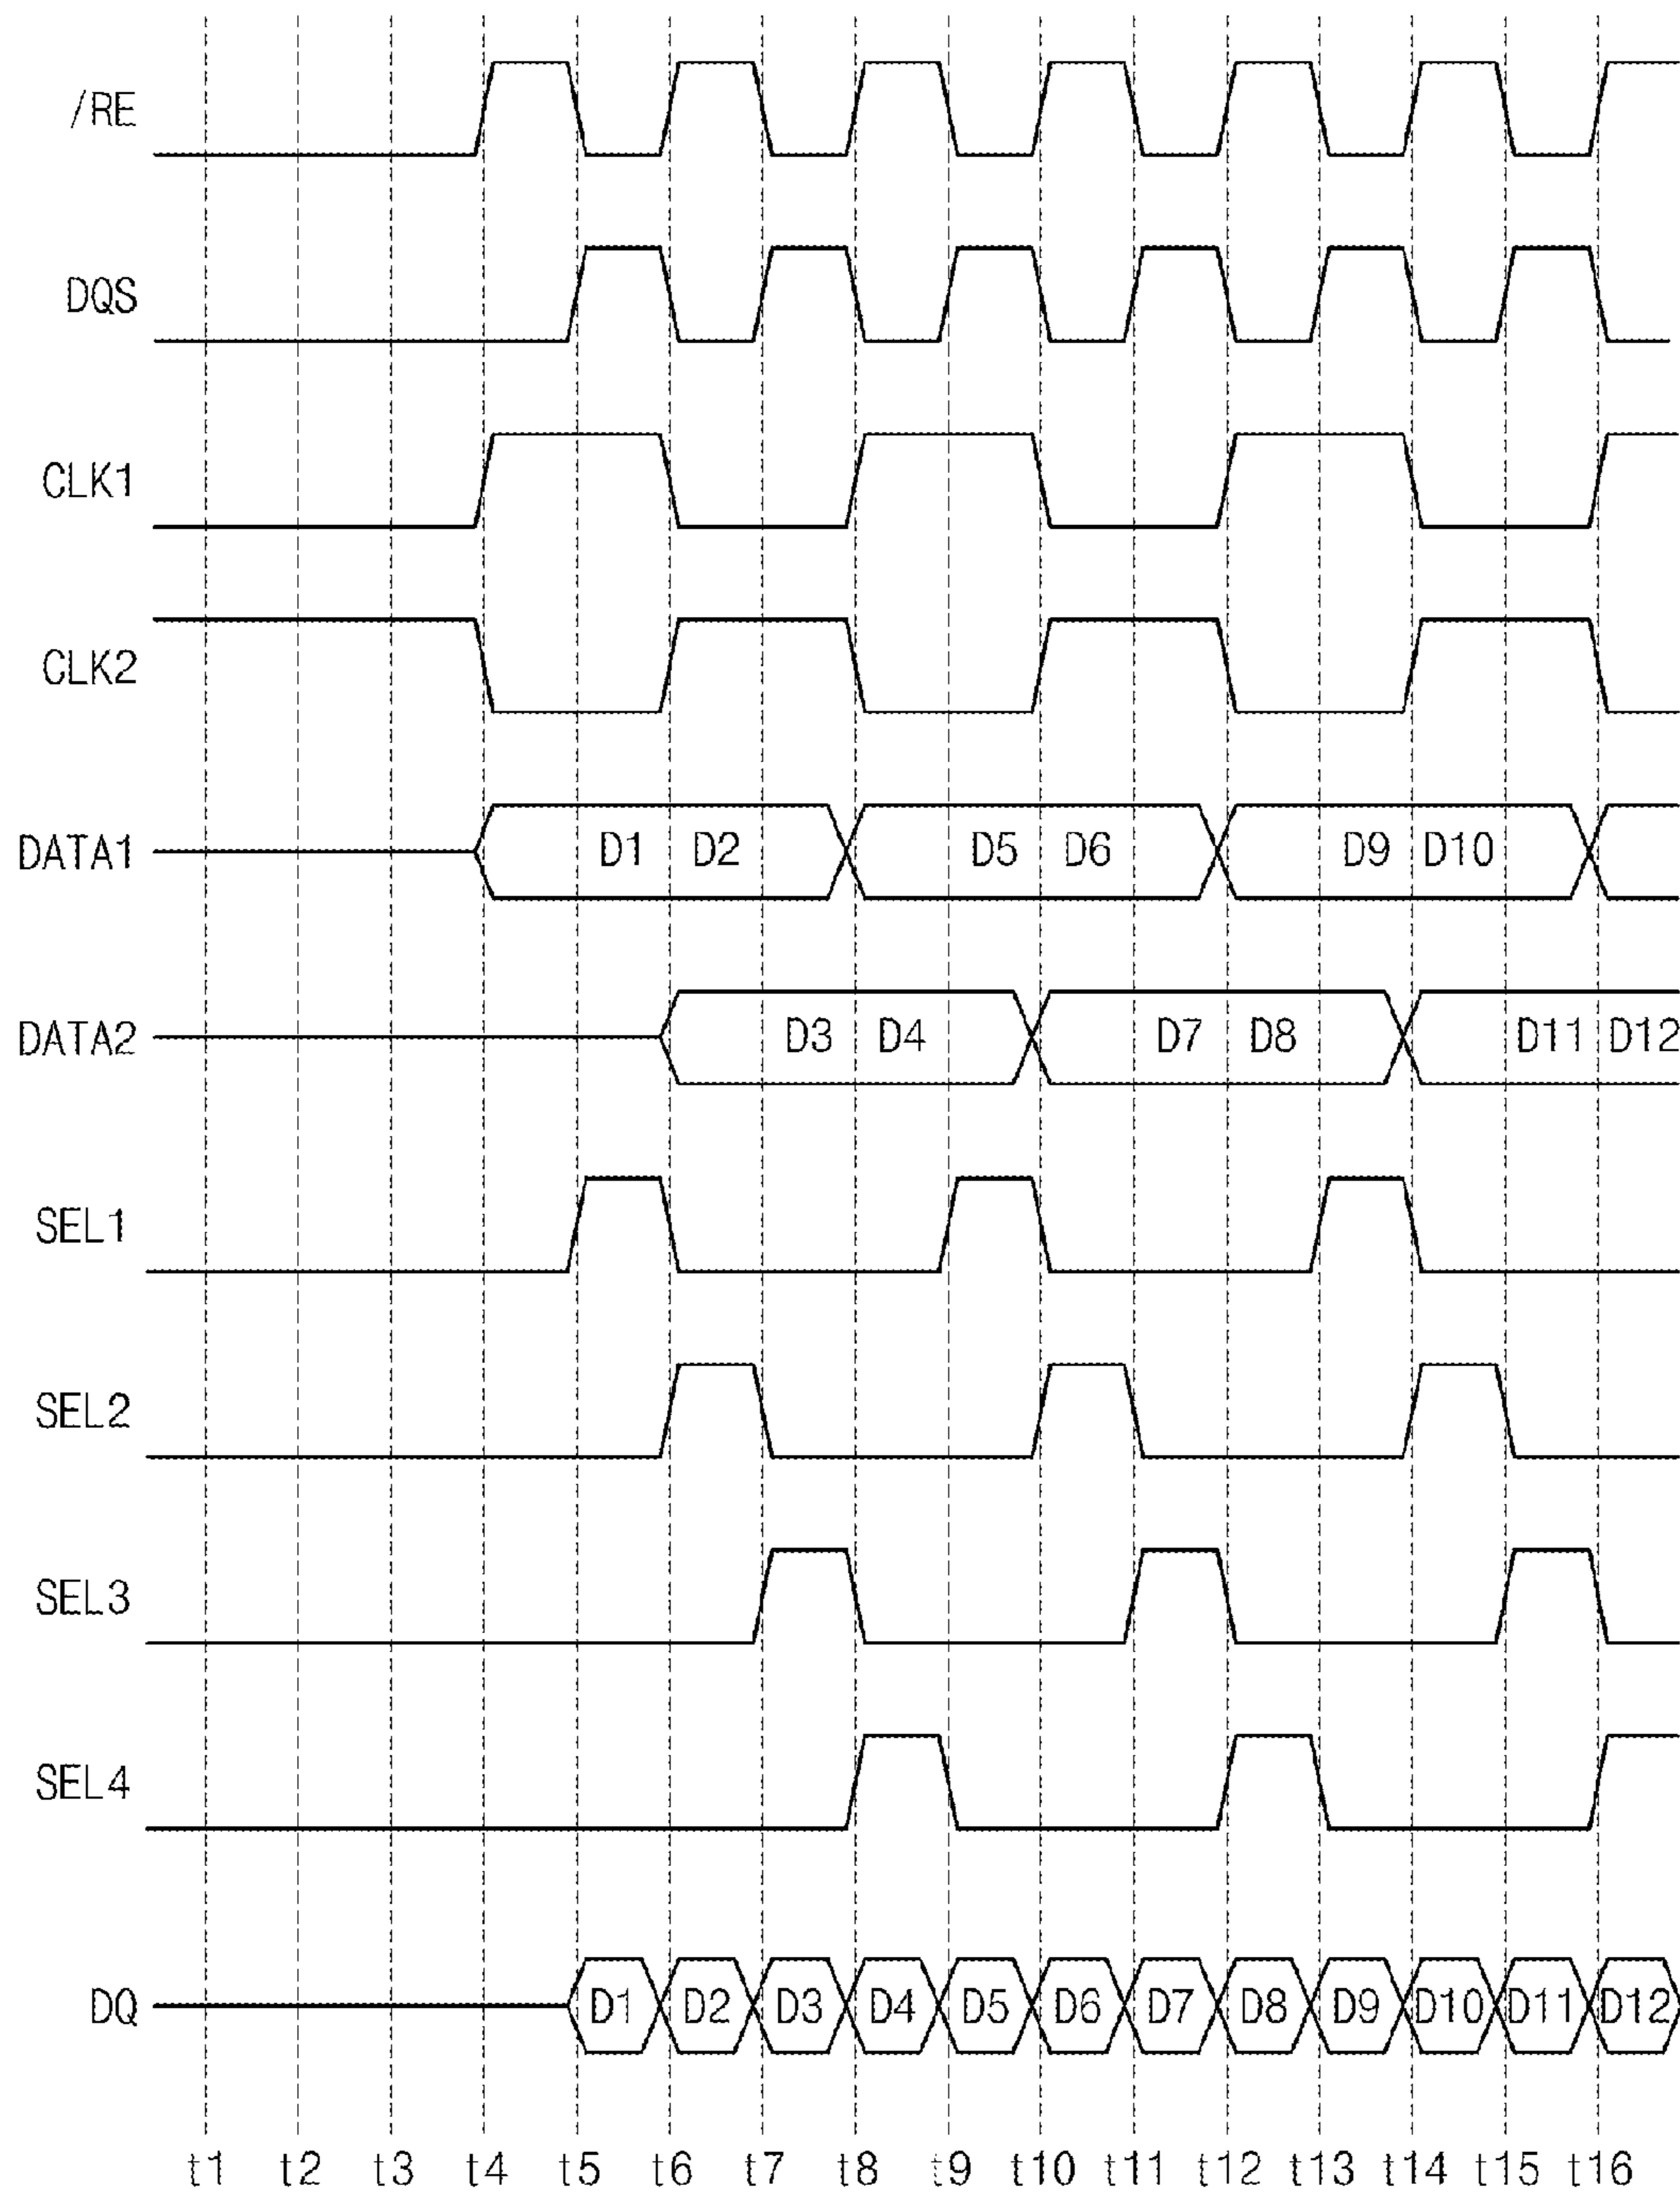 /RE
DQS
CLK1
CLK2
DATA1 D1 D2 D5 D6 D9 D10
DATA2 D3 D4 D7 D8 D11 D12
SEL1
SEL2
SEL3
SEL4
DQ D1 D2 D3 D4 D5 D6 D7 D8 D9 D10 D11 D12
t1 t2 t3 t4 t5 t6 t7 t8 t9 t10 t11 t12 t13 t14 t15 t16